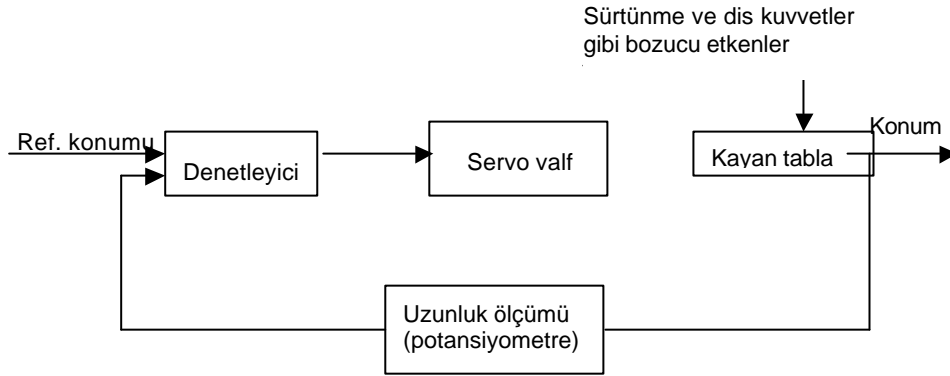 Sürtünme ve dis kuvvetler
gibi bozucu etkenler
Ref. konumu
Denetleyici
Servo valf
Kayan tabla
Konum
Uzunluk ölçümü
(potansiyometre)